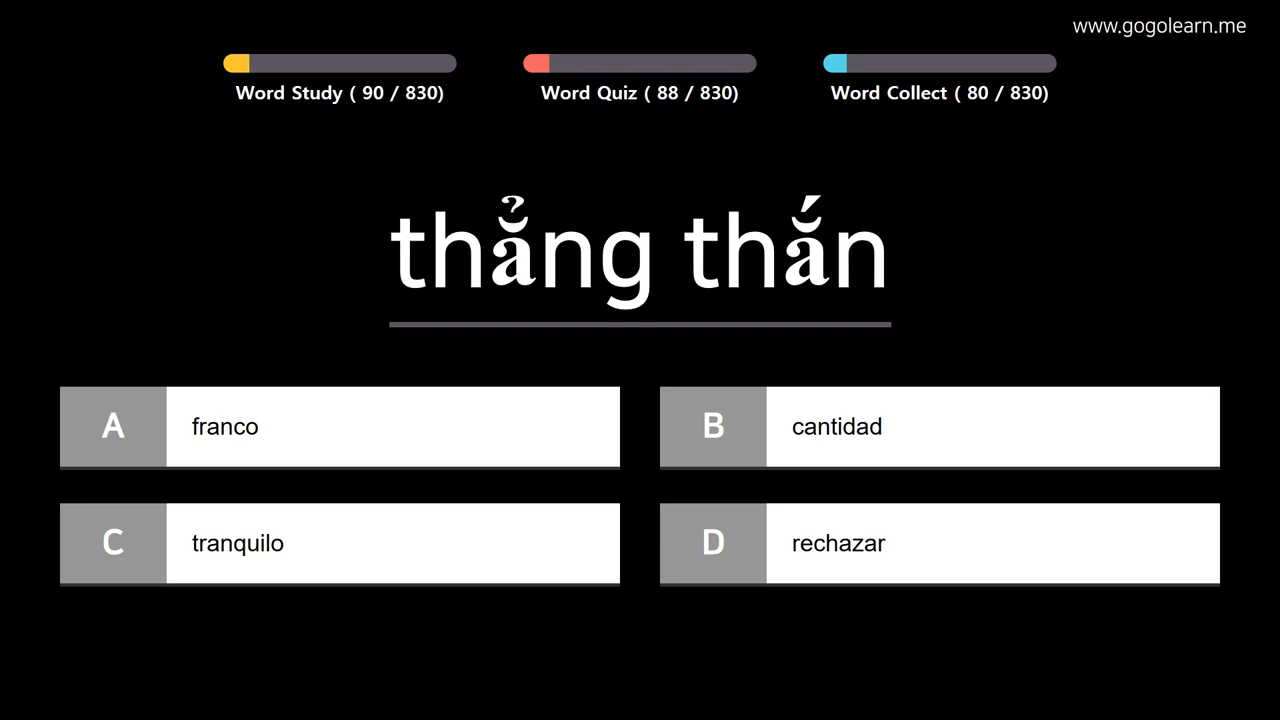 www.gogolearn.me
Word Study ( 90 / 830)
Word Quiz ( 88 / 830)
Word Collect ( 80 / 830)
thẳng thắn
A franco
B cantidad
C tranquilo
D rechazar